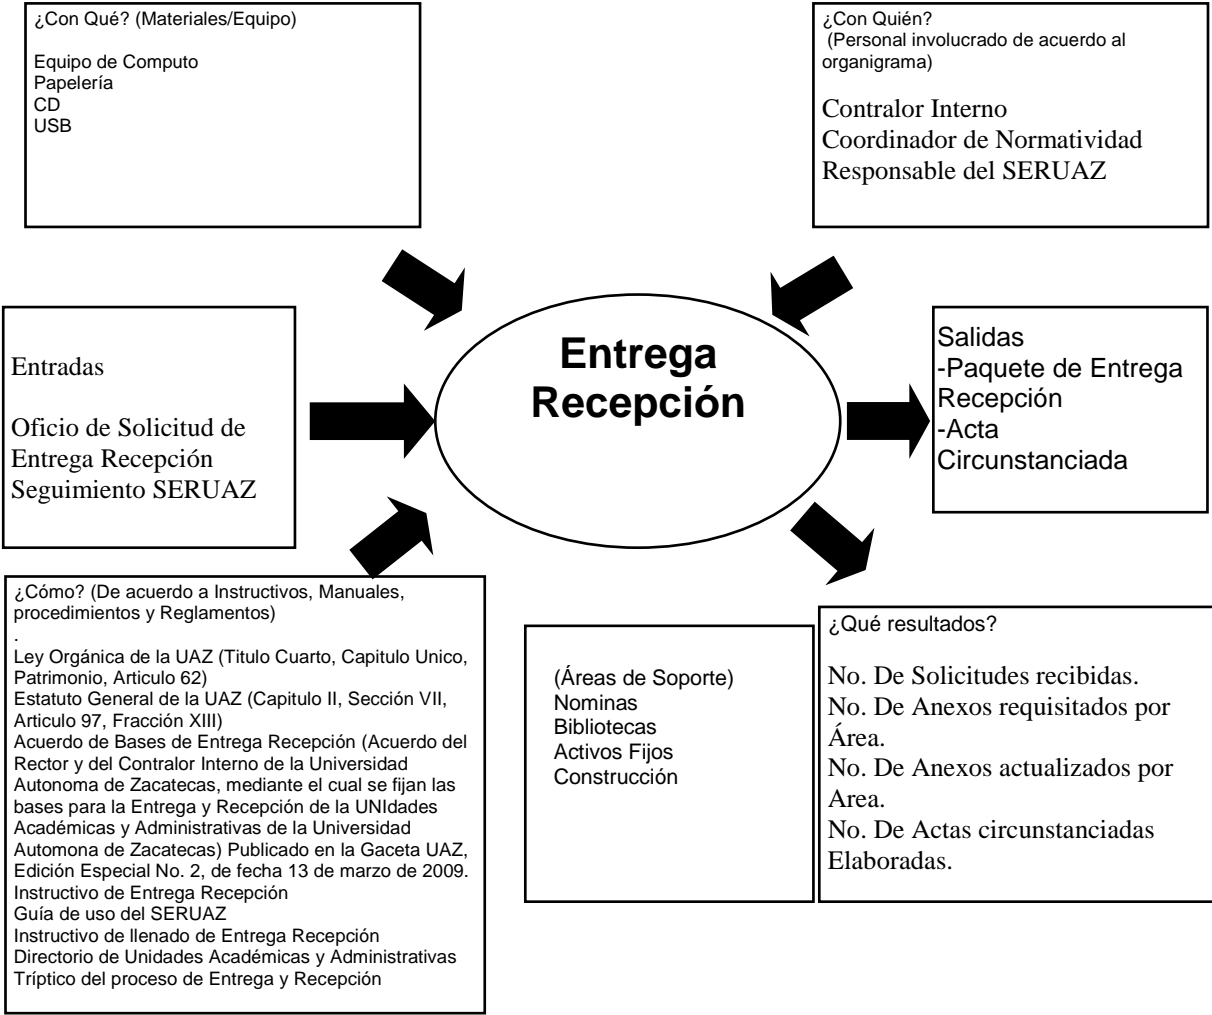 ¿Con Qué? (Materiales/Equipo)
Equipo de Computo
Papelería
CD
USB
¿Con Quién?
(Personal involucrado de acuerdo al
organigrama)
Contralor Interno
Coordinador de Normatividad
Responsable del SERUAZ
Entradas
Oficio de Solicitud de
Entrega Recepción
Seguimiento SERUAZ
Entrega
Recepción
Salidas
-Paquete de Entrega
Recepción
-Acta
Circunstanciada
¿Cómo? (De acuerdo a Instructivos, Manuales,
procedimientos y Reglamentos)
.
Ley Orgánica de la UAZ (Titulo Cuarto, Capitulo Unico,
Patrimonio, Articulo 62)
Estatuto General de la UAZ (Capitulo II, Sección VII,
Articulo 97, Fracción XIII)
Acuerdo de Bases de Entrega Recepción (Acuerdo del
Rector y del Contralor Interno de la Universidad
Autonoma de Zacatecas, mediante el cual se fijan las
bases para la Entrega y Recepción de la UNIdades
Académicas y Administrativas de la Universidad
Automona de Zacatecas) Publicado en la Gaceta UAZ,
Edición Especial No. 2, de fecha 13 de marzo de 2009.
Instructivo de Entrega Recepción
Guía de uso del SERUAZ
Instructivo de llenado de Entrega Recepción
Directorio de Unidades Académicas y Administrativas
Tríptico del proceso de Entrega y Recepción
(Áreas de Soporte)
Nominas
Bibliotecas
Activos Fijos
Construcción
¿Qué resultados?
No. De Solicitudes recibidas.
No. De Anexos requisitados por
Área.
No. De Anexos actualizados por
Area.
No. De Actas circunstanciadas
Elaboradas.